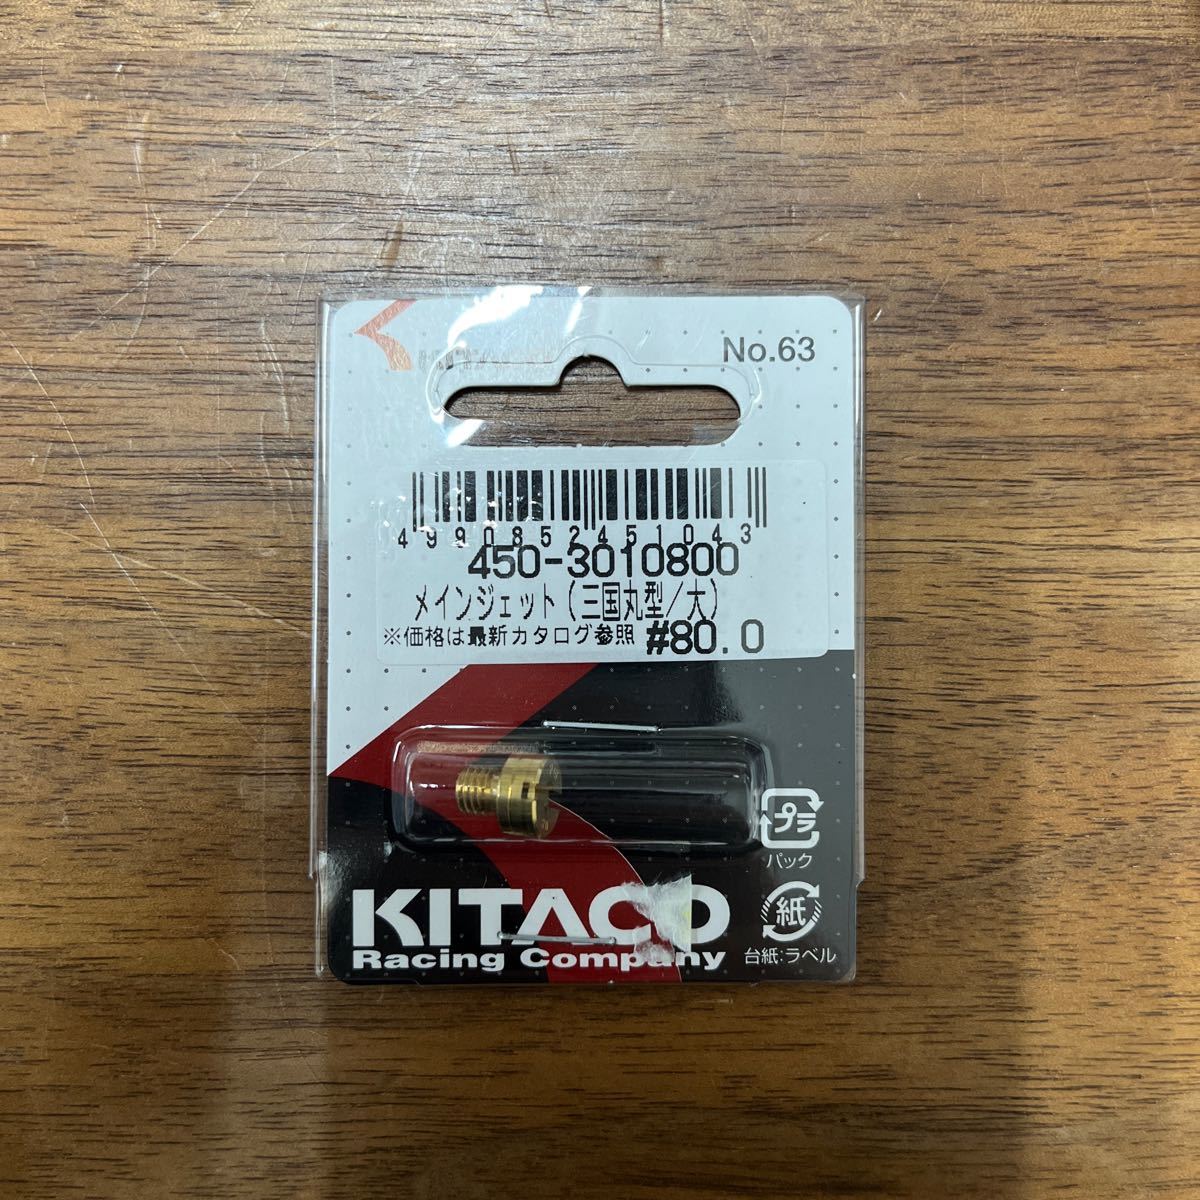 No.63
4990852451043
450-3010800
メインジェット(三国丸型/大)
※価格は最新カタログ参照 #80.0
プラ
パック
紙
台紙:ラベル
KITACO
Racing Company